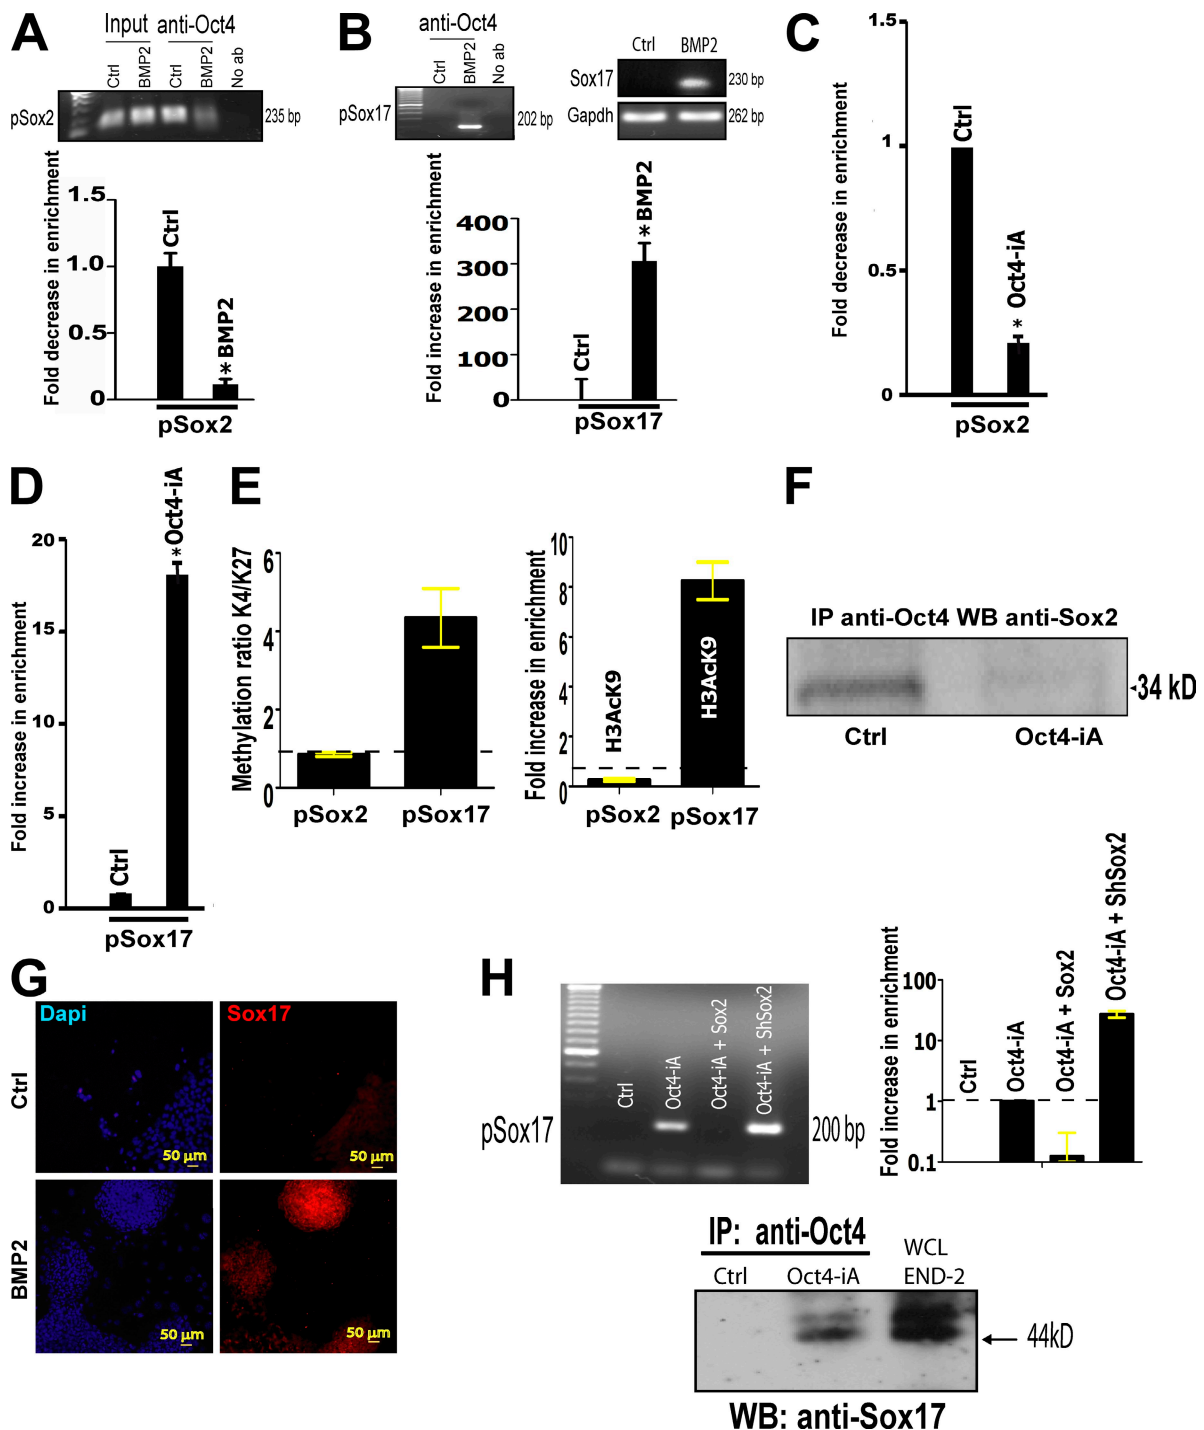 A
Input anti-Oct4
Ctrl
BMP2
Ctrl
BMP2
No ab
pSox2
235 bp
Fold decrease in enrichment
1.5
1.0
0.5
0
Ctrl
*BMP2
pSox2
B
anti-Oct4
Ctrl
BMP2
No ab
pSox17
202 bp
Ctrl BMP2
Sox17
230 bp
Gapdh
262 bp
Fold increase in enrichment
400
300
200
100
0
Ctrl
*BMP2
pSox17
C
Fold decrease in enrichment
1.5
1
0.5
0
Ctrl
* Oct4-iA
pSox2
D
Fold increase in enrichment
20
15
10
5
0
Ctrl
*Oct4-iA
pSox17
E
Methylation ratio K4/K27
6
4
2
0
pSox2 pSox17
Fold increase in enrichment
10
8
6
4
2
0
H3AcK9
H3AcK9
pSox2 pSox17
F
IP anti-Oct4 WB anti-Sox2
34 kD
Ctrl Oct4-iA
G
Dapi
Sox17
Ctrl
50 µm
50 µm
BMP2
50 µm
50 µm
H
Ctrl
Oct4-iA
Oct4-iA + Sox2
Oct4-iA + ShSox2
pSox17
200 bp
Fold increase in enrichment
100
10
1
0.1
Ctrl
Oct4-iA
Oct4-iA + Sox2
Oct4-iA + ShSox2
IP: anti-Oct4
Ctrl Oct4-iA
WCL
END-2
44kD
WB: anti-Sox17